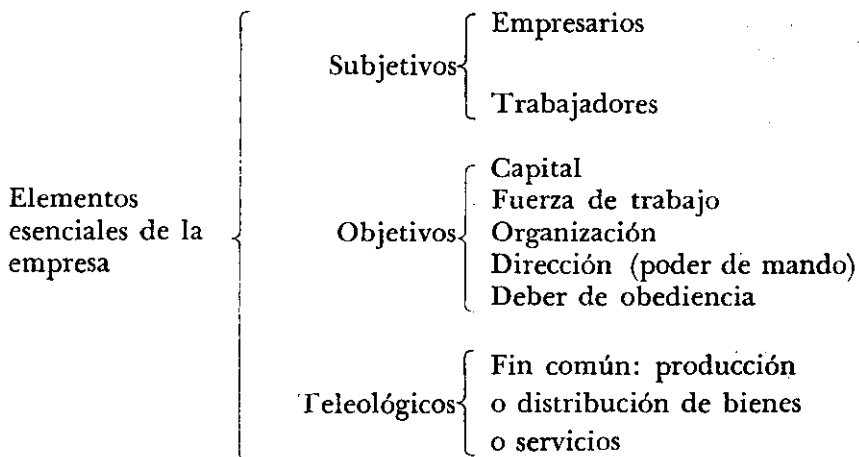 Elementos
esenciales de la
empresa
Subjetivos
Empresarios
Trabajadores
Objetivos
Capital
Fuerza de trabajo
Organización
Dirección (poder de mando)
Deber de obediencia
Teleológicos
Fin común: producción
o distribución de bienes
o servicios